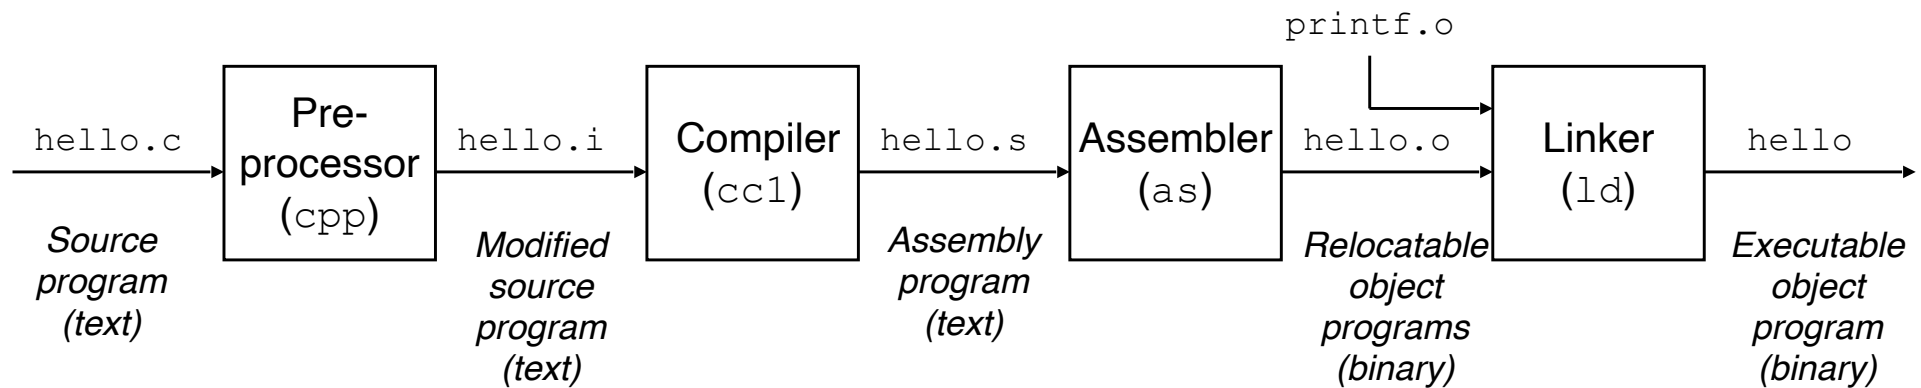 printf.o
hello.c
Pre-
processor
(cpp)
hello.i
Compiler
(cc1)
hello.s
Assembler
(as)
hello.o
Linker
(ld)
hello
Source
program
(text)
Modified
source
program
(text)
Assembly
program
(text)
Relocatable
object
programs
(binary)
Executable
object
program
(binary)